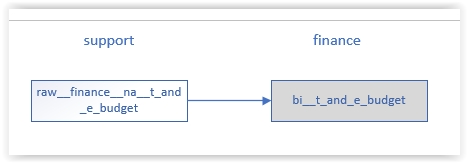 support
finance
raw__finance__na__t_and
_e_budget
bi__t_and_e_budget